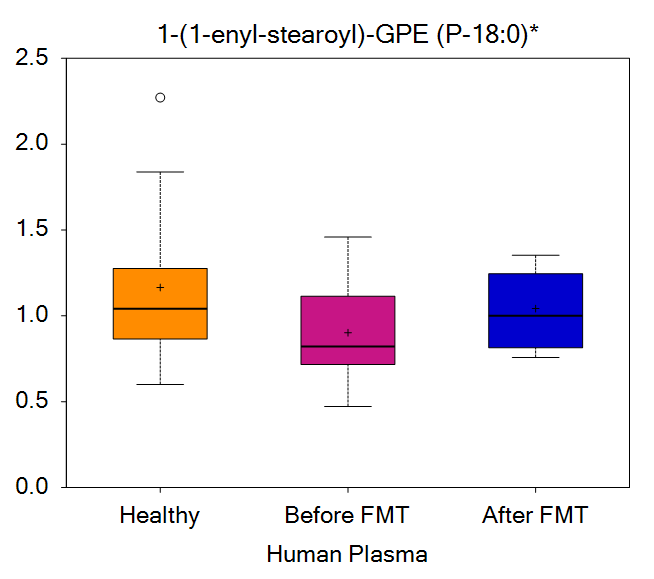 1-(1-enyl-stearoyl)-GPE (P-18:0)*
2.5
2.0
1.5
1.0
0.5
0.0
Healthy Before FMT After FMT
Human Plasma